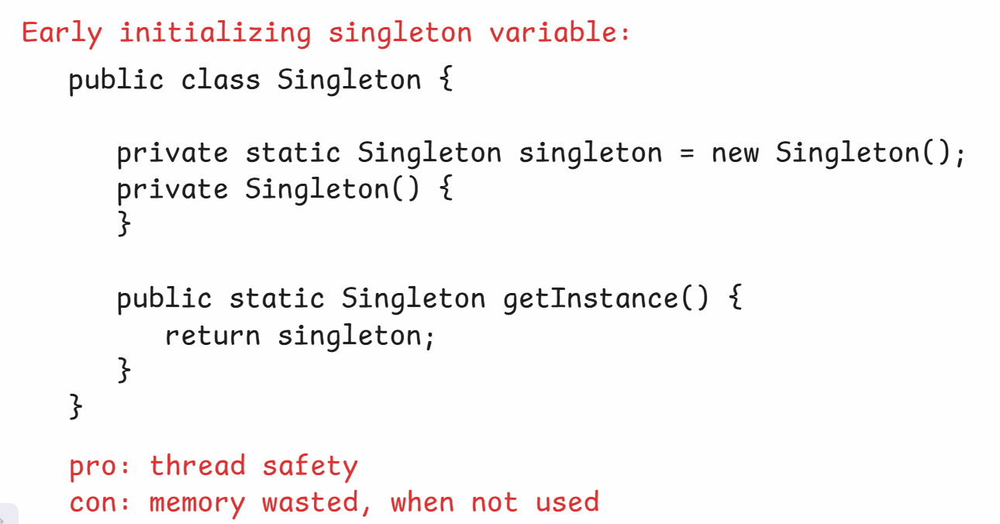 Early initializing singleton variable:
public class Singleton {
private static Singleton singleton = new Singleton();
private Singleton() {
}
public static Singleton getInstance() {
return singleton;
}
}
pro: thread safety
con: memory wasted, when not used